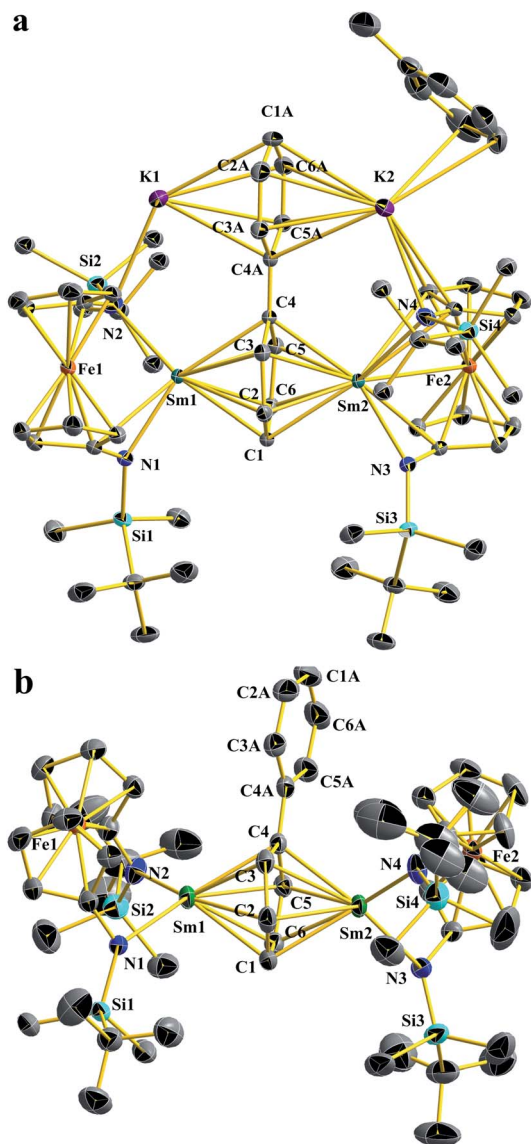 a
C1A
K1
C2A
C6A
K2
C3A
C5A
Si2
C4A
N2
C4
N4
Si4
C3
C5
Fe1
Sm1
C2
C6
Sm2
Fe2
N1
C1
N3
Si1
Si3
b
C2A
C1A
C6A
C3A
C5A
C4A
Fe1
C4
N2
C3
N4
Fe2
Si2
Sm1
C5
Si4
C2
C6
Sm2
N1
C1
N3
Si1
Si3